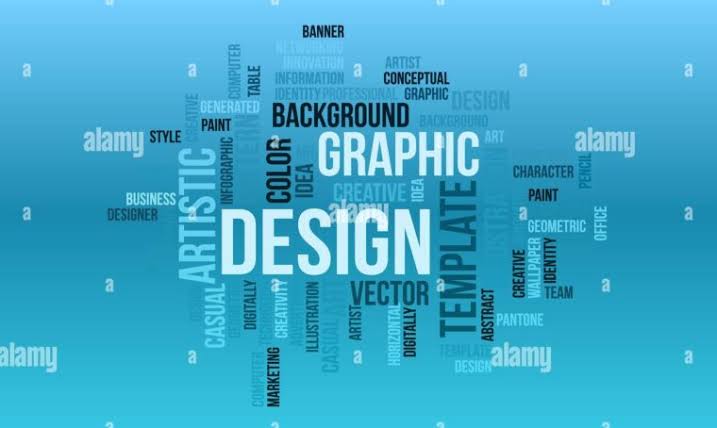 BANNER
NETWORKING
INNOVATION
COMPUTER
TABLE
INFORMATION
IDENTITY PROFESSIONAL
ARTIST
CONCEPTUAL
GRAPHIC
DESIGN
CREATIVE
GENERATED
PAINT
STYLE
alamy
BACKGROUND
BACKGROUND
ART
alamy
INFOGRAPHIC
COLOR
IDEA
GRAPHIC
CREATIVE
IDEA
CHARACTER
PENCIL
PAINT
BUSINESS
DESIGNER
ARTISTIC
alamy
DESIGN
TEMPLATE
GEOMETRIC
OFFICE
CREATIVE
WALLPAPER
IDENTITY
TEAM
CASUAL
DIGITALLY
CREATIVITY
ILLUSTRATION
CASUAL
ARTIST
VECTOR
HORIZONTAL
DIGITALLY
ABSTRACT
PANTONE
alamy
COMPUTER
MARKETING
TEMPLATE
alamy
DESIGN
a
a
a
a
a
a
a
a
a
a